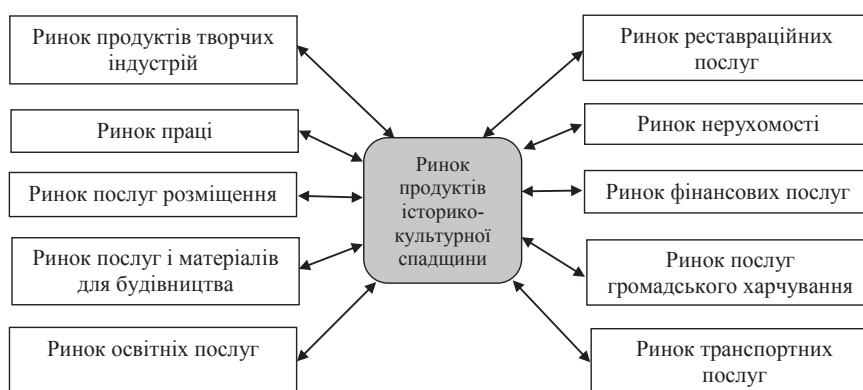 Ринок продуктів творчих
індустрій
Ринок праці
Ринок послуг розміщення
Ринок послуг і матеріалів
для будівництва
Ринок освітніх послуг
Ринок
продуктів
історико-
культурної
спадщини
Ринок реставраційних
послуг
Ринок нерухомості
Ринок фінансових послуг
Ринок послуг
громадського харчування
Ринок транспортних
послуг